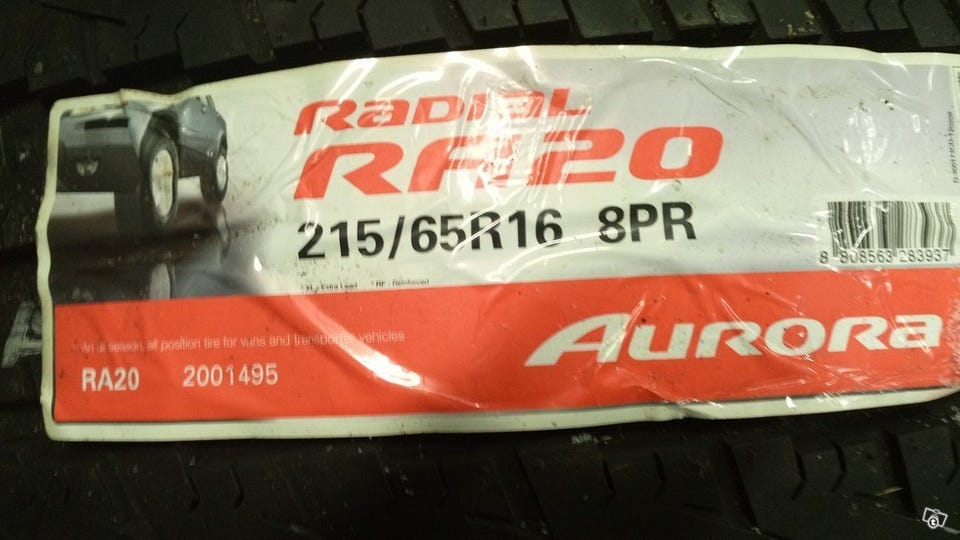 RADIAL
RA20
215/65R16 8PR
8 908563 283937
XL: Extra Load RF: Reinforced
An all season, all position tire for vans and transporter vehicles
AURORA
RA20 2001495